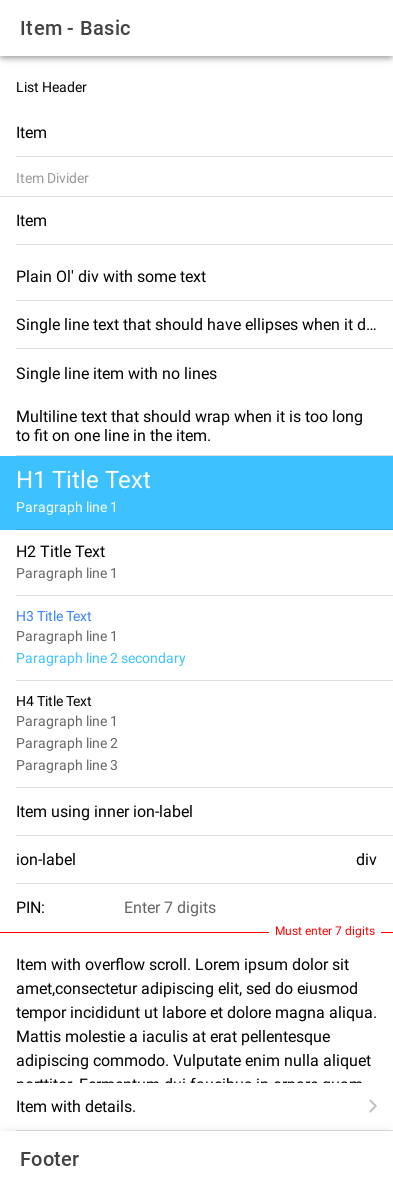 Item - Basic
List Header
Item
Item Divider
Item
Plain Ol' div with some text
Single line text that should have ellipses when it d...
Single line item with no lines
Multiline text that should wrap when it is too long
to fit on one line in the item.
H1 Title Text
Paragraph line 1
H2 Title Text
Paragraph line 1
H3 Title Text
Paragraph line 1
Paragraph line 2 secondary
H4 Title Text
Paragraph line 1
Paragraph line 2
Paragraph line 3
Item using inner ion-label
ion-label div
PIN: Enter 7 digits
Must enter 7 digits
Item with overflow scroll. Lorem ipsum dolor sit
amet,consectetur adipiscing elit, sed do eiusmod
tempor incididunt ut labore et dolore magna aliqua.
Mattis molestie a iaculis at erat pellentesque
adipiscing commodo. Vulputate enim nulla aliquet
porttitor. Fermentum dui faucibus in ornare quam
Item with details.
Footer